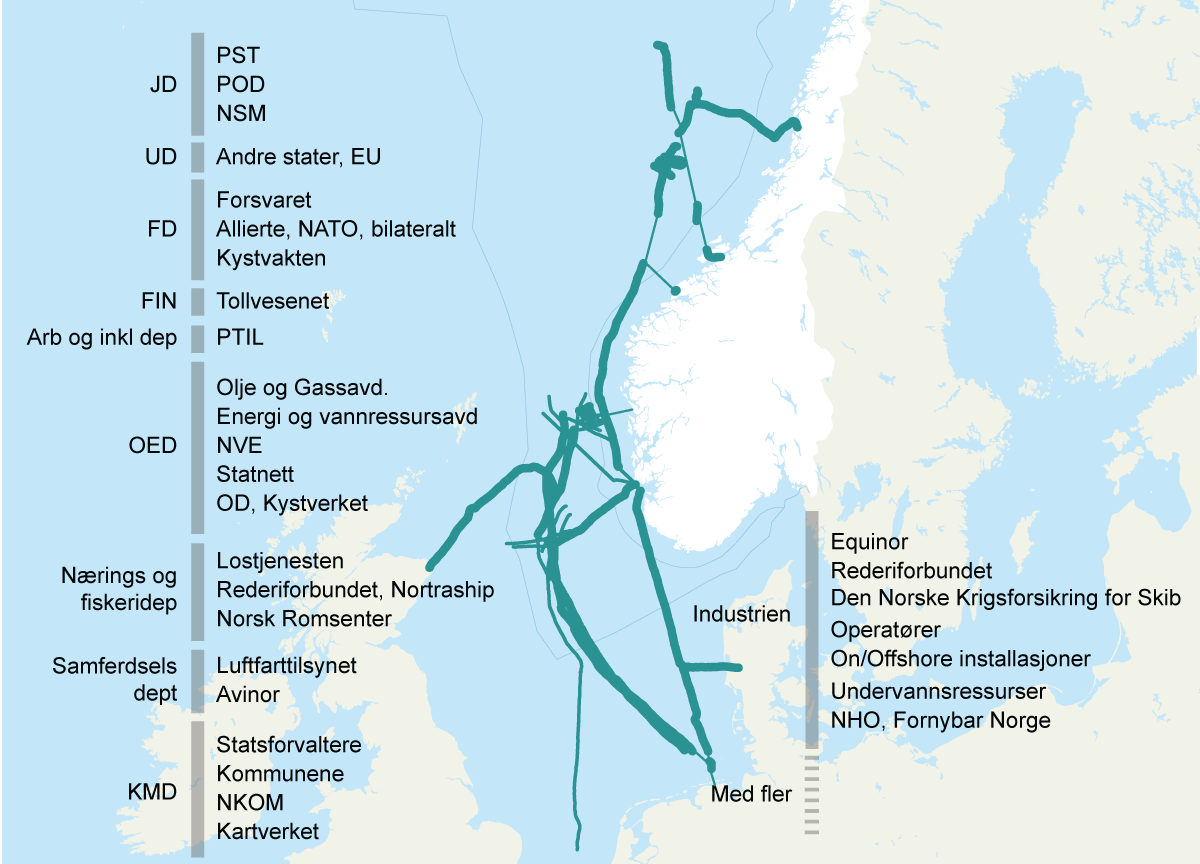 JD
PST
POD
NSM
UD
Andre stater, EU
FD
Forsvaret
Allierte, NATO, bilateralt
Kystvakten
FIN
Tollvesenet
Arb og inkl dep
PTIL
OED
Olje og Gassavd.
Energi og vannressursavd
NVE
Statnett
OD, Kystverket
Nærings og
fiskeridep
Lostjenesten
Rederiforbundet, Nortraship
Norsk Romsenter
Samferdsels
dept
Luftfarttilsynet
Avinor
KMD
Statsforvaltere
Kommunene
NKOM
Kartverket
Industrien
Equinor
Rederiforbundet
Den Norske Krigsforsikring for Skib
Operatører
On/Offshore installasjoner
Undervannsressurser
NHO, Fornybar Norge
Med fler